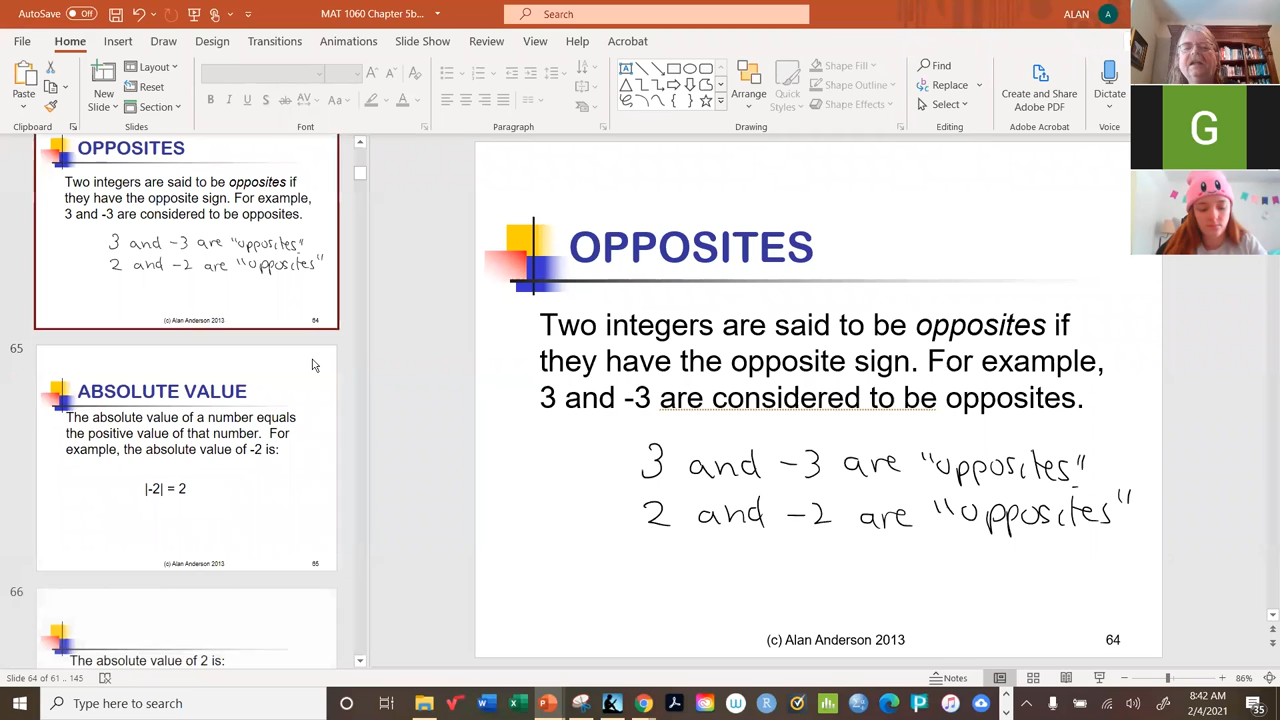 AutoSave Off
MAT 1060 Chapter 5b...
Search
ALAN
A
File Home Insert Draw Design Transitions Animations Slide Show Review View Help Acrobat
Paste
Clipboard
New Slide
Layout
Reset
Section
Slides
B I U S ab AV Aa A
Font
Paragraph
Arrange
Quick Styles
Shape Fill
Shape Outline
Shape Effects
Drawing
Find
Replace
Select
Editing
Create and Share Adobe PDF
Adobe Acrobat
Dictate
Voice
G
OPPOSITES
Two integers are said to be opposites if
they have the opposite sign. For example,
3 and -3 are considered to be opposites.
3 and -3 are "opposites"
2 and -2 are "opposites"
(c) Alan Anderson 2013
64
65
ABSOLUTE VALUE
The absolute value of a number equals
the positive value of that number. For
example, the absolute value of -2 is:
|-2| = 2
(c) Alan Anderson 2013
65
66
The absolute value of 2 is:
OPPOSITES
Two integers are said to be opposites if
they have the opposite sign. For example,
3 and -3 are considered to be opposites.
3 and -3 are "opposites"
2 and -2 are "opposites"
(c) Alan Anderson 2013
64
Slide 64 of 61 .. 145
Notes
86%
Type here to search
8:42 AM
2/4/2021
35